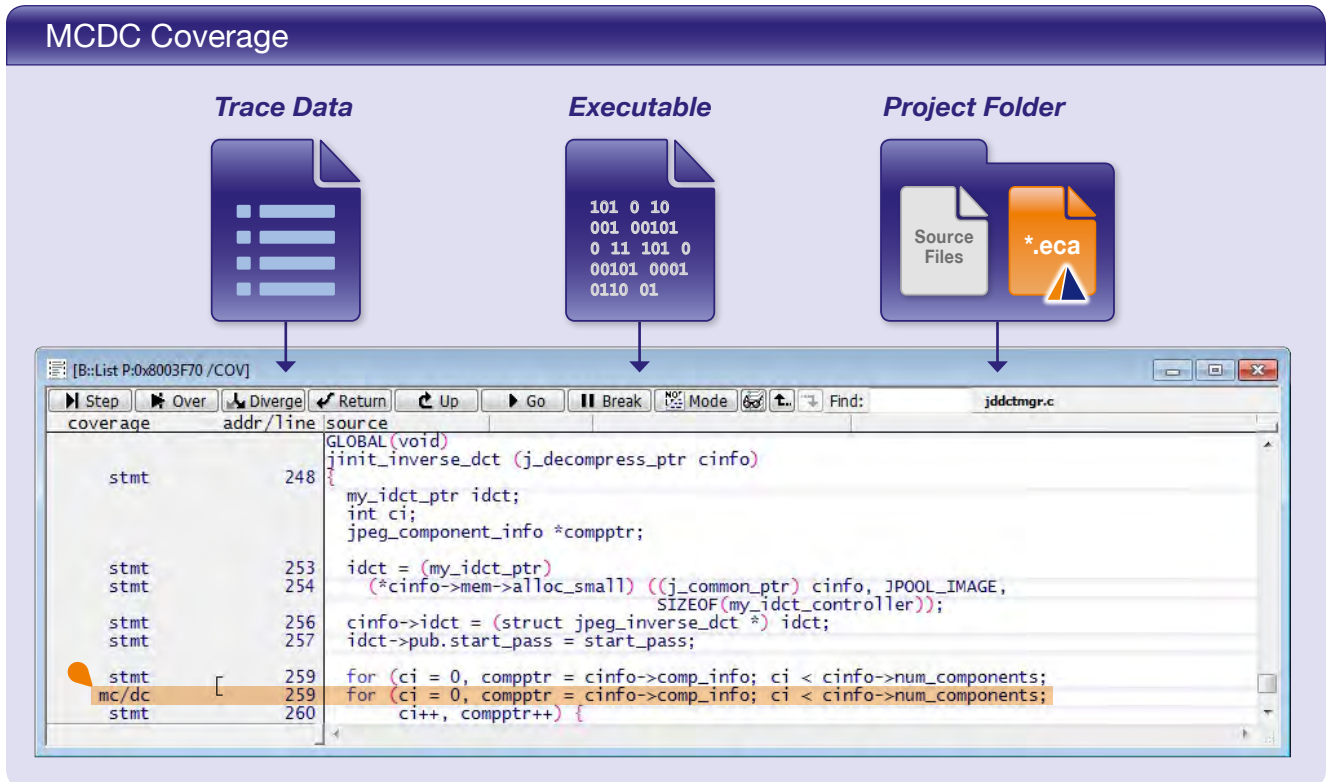 MCDC Coverage
Trace Data
Executable
Project Folder
101 0 10
001 00101
0 11 101 0
00101 0001
0110 01
Source
Files
*.eca
[B::List P:0x8003F70 /COV]
Step Over Diverge Return Up Go Break Mode t.. Find: jddctmgr.c
coverage addr/line source
GLOBAL(void)
jinit_inverse_dct (j_decompress_ptr cinfo)
stmt 248 {
my_idct_ptr idct;
int ci;
jpeg_component_info *compptr;
stmt 253 idct = (my_idct_ptr)
stmt 254 (*cinfo->mem->alloc_small) ((j_common_ptr) cinfo, JPOOL_IMAGE,
SIZEOF(my_idct_controller));
stmt 256 cinfo->idct = (struct jpeg_inverse_dct *) idct;
stmt 257 idct->pub.start_pass = start_pass;
stmt 259 for (ci = 0, compptr = cinfo->comp_info; ci < cinfo->num_components;
mc/dc 259 for (ci = 0, compptr = cinfo->comp_info; ci < cinfo->num_components;
stmt 260 ci++, compptr++) {